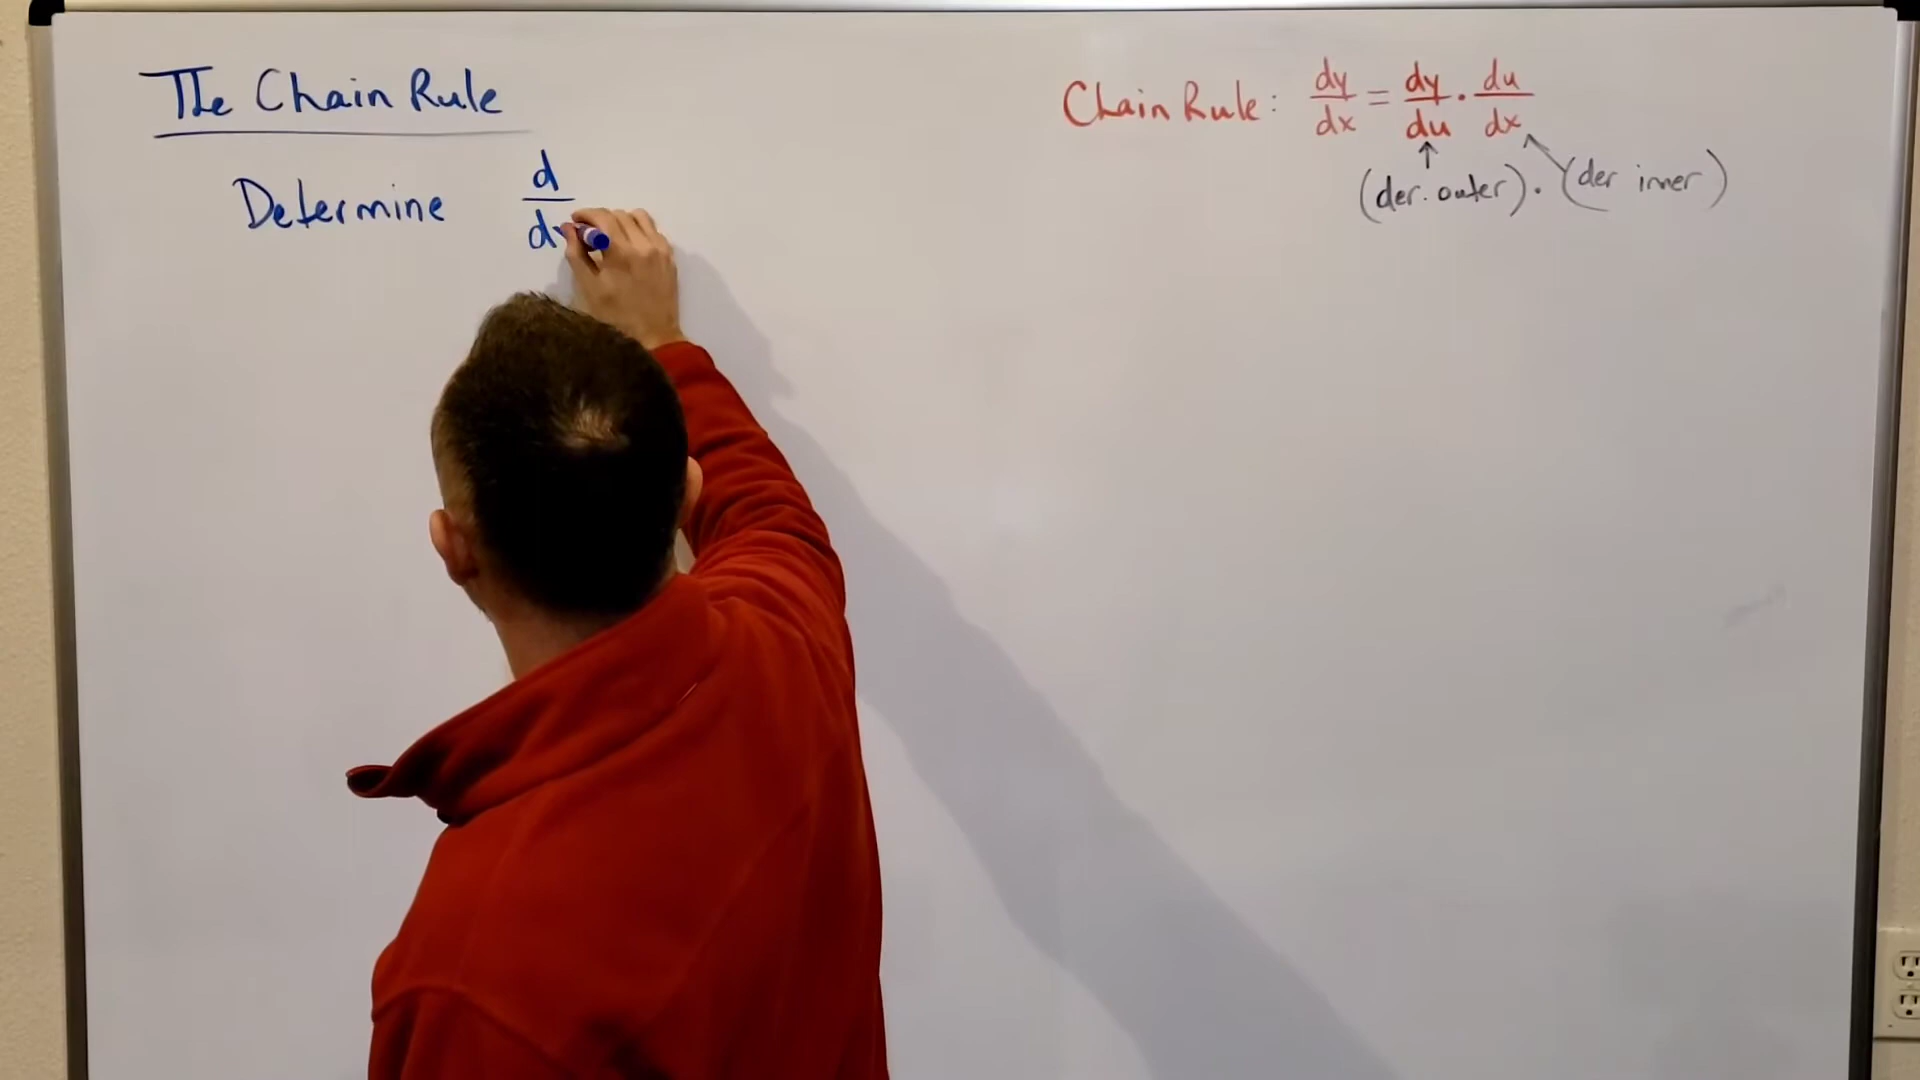 The Chain Rule
Chain Rule: dy/dx = dy/du · du/dx
(der. outer) · (der inner)
Determine d/dx